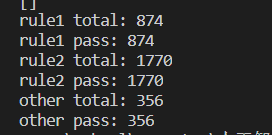 []
rule1 total: 874
rule1 pass: 874
rule2 total: 1770
rule2 pass: 1770
other total: 356
other pass: 356